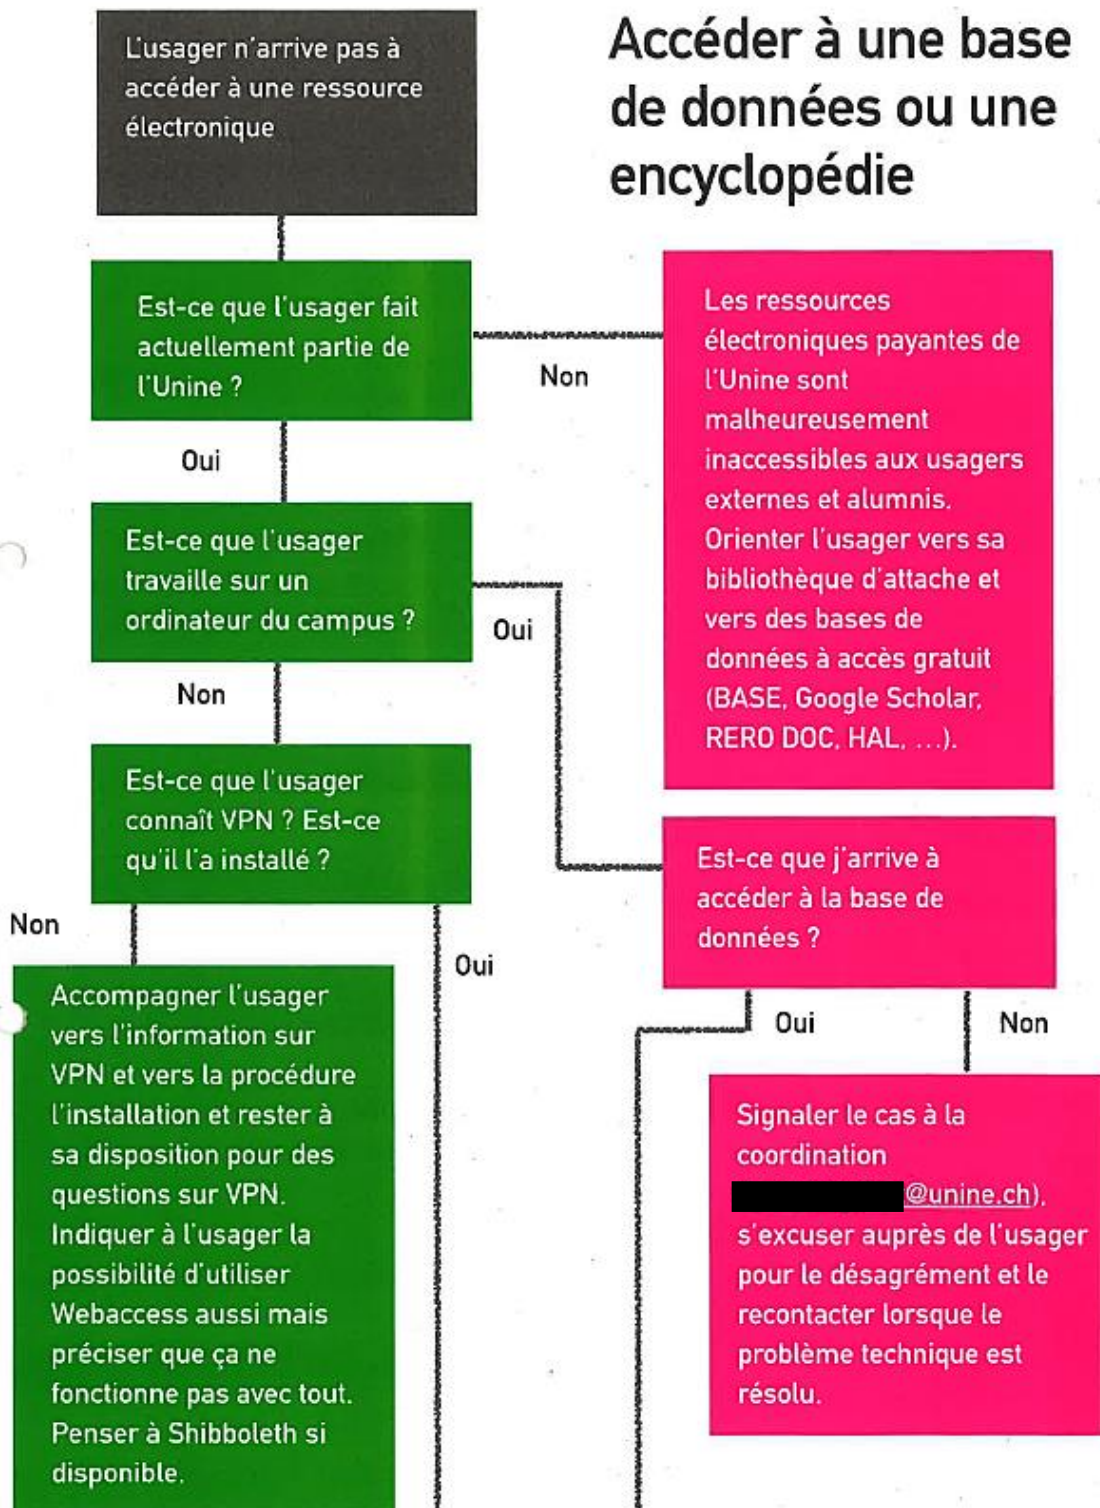 L'usager n'arrive pas à
accéder à une ressource
électronique
Accéder à une base
de données ou une
encyclopédie
Est-ce que l'usager fait
actuellement partie de
l'Unine ?
Non
Les ressources
électroniques payantes de
l'Unine sont
malheureusement
inaccessibles aux usagers
externes et alumnis.
Orienter l'usager vers sa
bibliothèque d'attache et
vers des bases de
données à accès gratuit
(BASE, Google Scholar,
RERO DOC, HAL, ...).
Oui
Est-ce que l'usager
travaille sur un
ordinateur du campus ?
Oui
Non
Est-ce que l'usager
connaît VPN ? Est-ce
qu'il l'a installé ?
Est-ce que j'arrive à
accéder à la base de
données ?
Non
Oui
Accompagner l'usager
vers l'information sur
VPN et vers la procédure
l'installation et rester à
sa disposition pour des
questions sur VPN.
Indiquer à l'usager la
possibilité d'utiliser
Webaccess aussi mais
préciser que ça ne
fonctionne pas avec tout.
Penser à Shibboleth si
disponible.
Oui
Non
Signaler le cas à la
coordination
@unine.ch),
s'excuser auprès de l'usager
pour le désagrément et le
recontacter lorsque le
problème technique est
résolu.